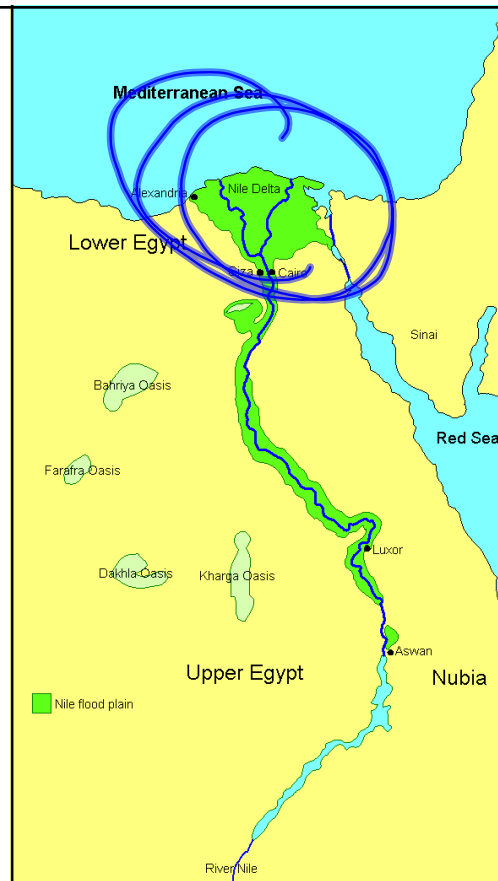 Mediterranean Sea
Nile Delta
Alexandria
Lower Egypt
Giza
Cairo
Sinai
Bahriya Oasis
Red Sea
Farafra Oasis
Luxor
Dakhla Oasis
Kharga Oasis
Aswan
Upper Egypt
Nubia
Nile flood plain
River Nile